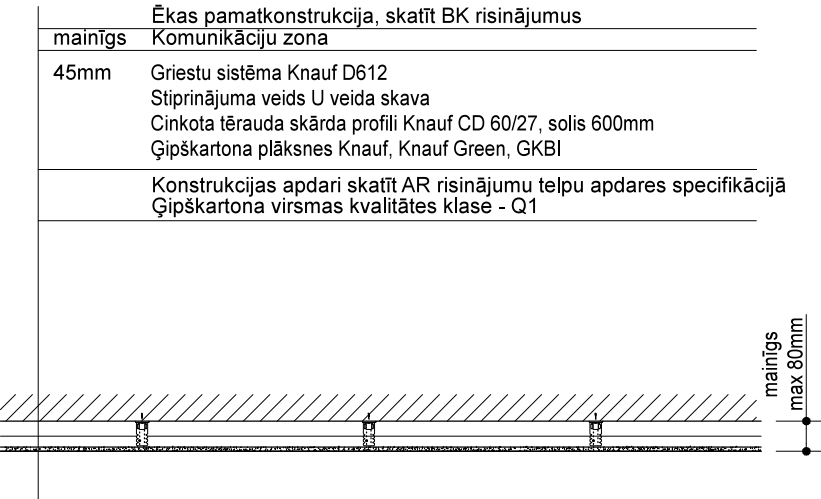 Ēkas pamatkonstrukcija, skatīt BK risinājumus
mainīgs Komunikāciju zona
45mm Griestu sistēma Knauf D612
Stiprinājuma veids U veida skava
Cinkota tērauda skārda profili Knauf CD 60/27, solis 600mm
Ģipškartona plāksnes Knauf, Knauf Green, GKBI
Konstrukcijas apdari skatīt AR risinājumu telpu apdares specifikācijā
Ģipškartona virsmas kvalitātes klase - Q1
mainīgs
max 80mm